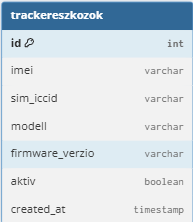 trackereszkozok
id int
imei varchar
sim_iccid varchar
modell varchar
firmware_verzio varchar
aktiv boolean
created_at timestamp